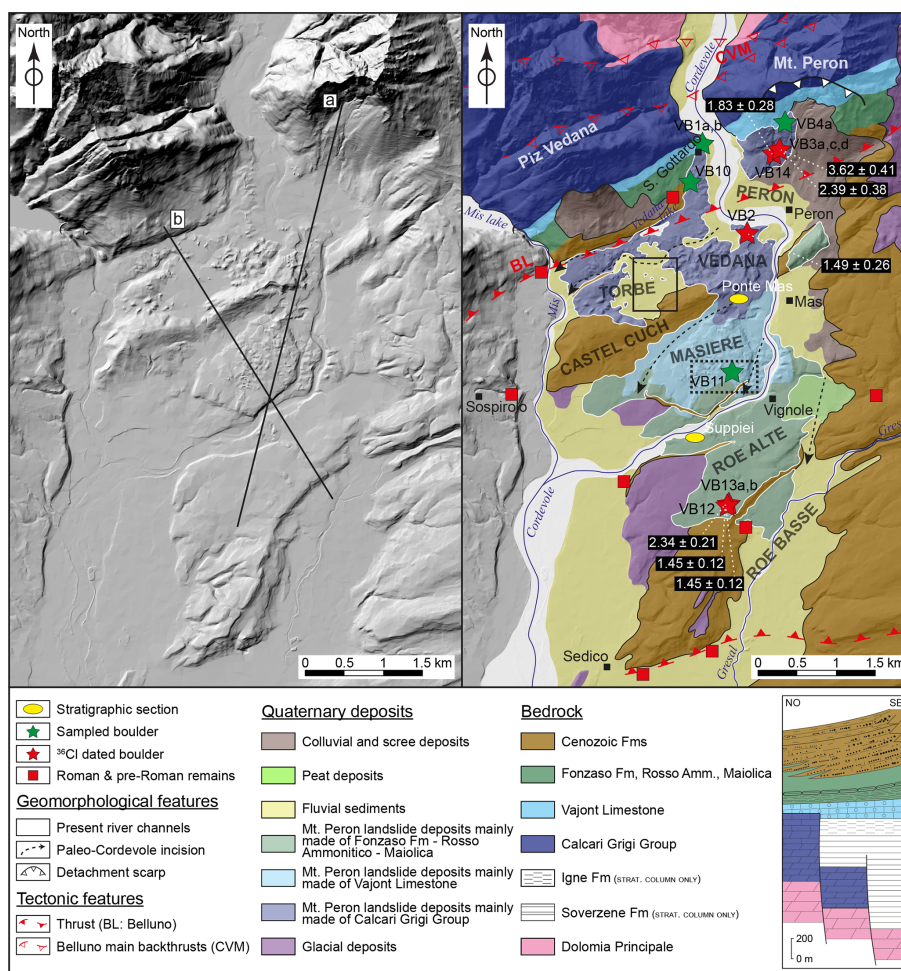 North
a
b
0 0.5 1 1.5 km
North
Cordevole
CVM
Mt. Peron
1.83 ± 0.28
VB4a
VB1a,b
VB3a,c,d
Piz Vedana
S. Gottardo
VB14
3.62 ± 0.41
VB10
2.39 ± 0.38
PERON
Mis lake
Vedana
Peron
VB2
BL
VEDANA
1.49 ± 0.26
TORBE
Ponte Mas
Mas
Mis
CASTEL CUCH
MASIERE
VB11
Sospirolo
Vignole
Suppiei
Gres
ROE ALTE
VB13a,b
Cordevole
VB12
2.34 ± 0.21
ROE BASSE
1.45 ± 0.12
1.45 ± 0.12
Sedico
Gresal
0 0.5 1 1.5 km
Stratigraphic section
Sampled boulder
³⁶Cl dated boulder
Roman & pre-Roman remains
Geomorphological features
Present river channels
Paleo-Cordevole incision
Detachment scarp
Tectonic features
Thrust (BL: Belluno)
Belluno main backthrusts (CVM)
Quaternary deposits
Colluvial and scree deposits
Peat deposits
Fluvial sediments
Mt. Peron landslide deposits mainly
made of Fonzaso Fm - Rosso
Ammonitico - Maiolica
Mt. Peron landslide deposits mainly
made of Vajont Limestone
Mt. Peron landslide deposits mainly
made of Calcari Grigi Group
Glacial deposits
Bedrock
Cenozoic Fms
Fonzaso Fm, Rosso Amm., Maiolica
Vajont Limestone
Calcari Grigi Group
Igne Fm (STRAT. COLUMN ONLY)
Soverzene Fm (STRAT. COLUMN ONLY)
Dolomia Principale
NO SE
200
0 m